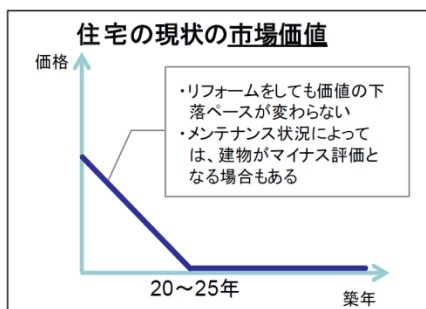 住宅の現状の市場価値
価格
・リフォームをしても価値の下
落ペースが変わらない
・メンテナンス状況によって
は、建物がマイナス評価と
なる場合もある
20～25年
築年